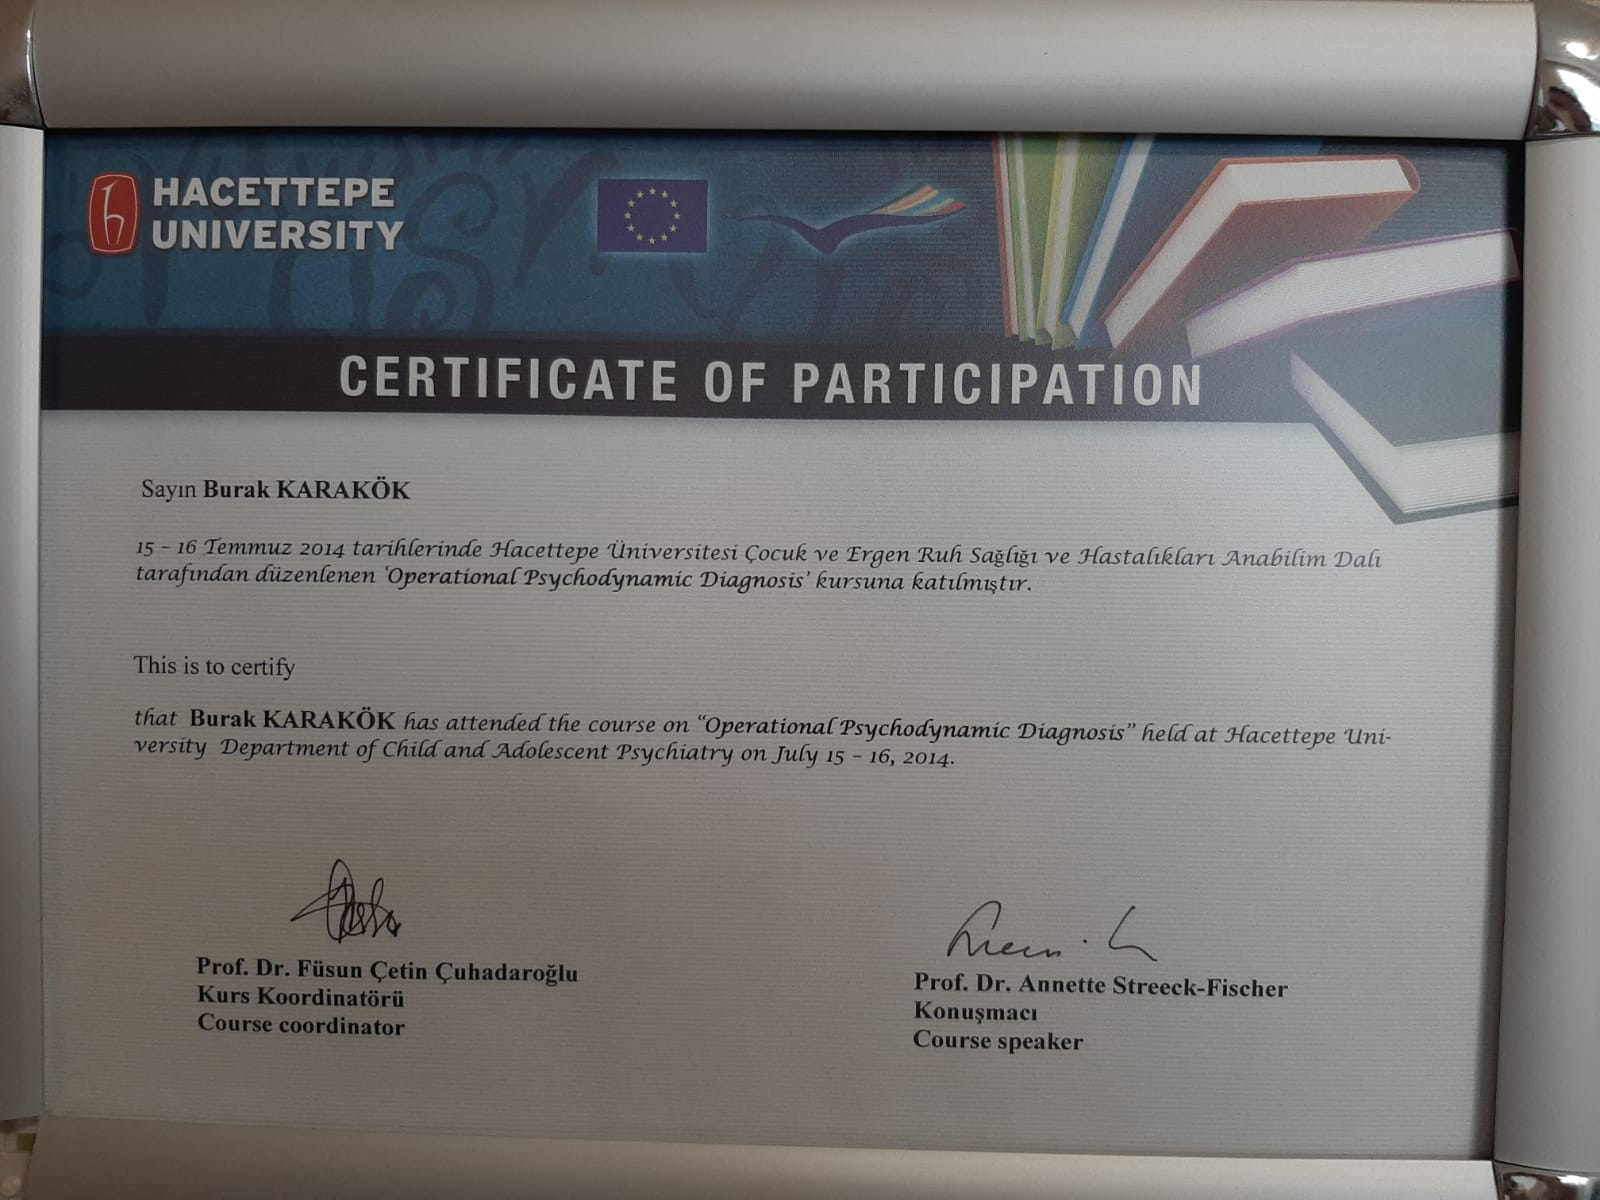 HACETTEPE
UNIVERSITY
CERTIFICATE OF PARTICIPATION
Sayın Burak KARAKÖK
15 – 16 Temmuz 2014 tarihlerinde Hacettepe Üniversitesi Çocuk ve Ergen Ruh Sağlığı ve Hastalıkları Anabilim Dalı
tarafından düzenlenen ‘Operational Psychodynamic Diagnosis’ kursuna katılmıştır.
This is to certify
that Burak KARAKÖK has attended the course on “Operational Psychodynamic Diagnosis” held at Hacettepe Uni-
versity Department of Child and Adolescent Psychiatry on July 15 – 16, 2014.
Prof. Dr. Füsun Çetin Çuhadaroğlu
Kurs Koordinatörü
Course coordinator
Prof. Dr. Annette Streeck-Fischer
Konuşmacı
Course speaker